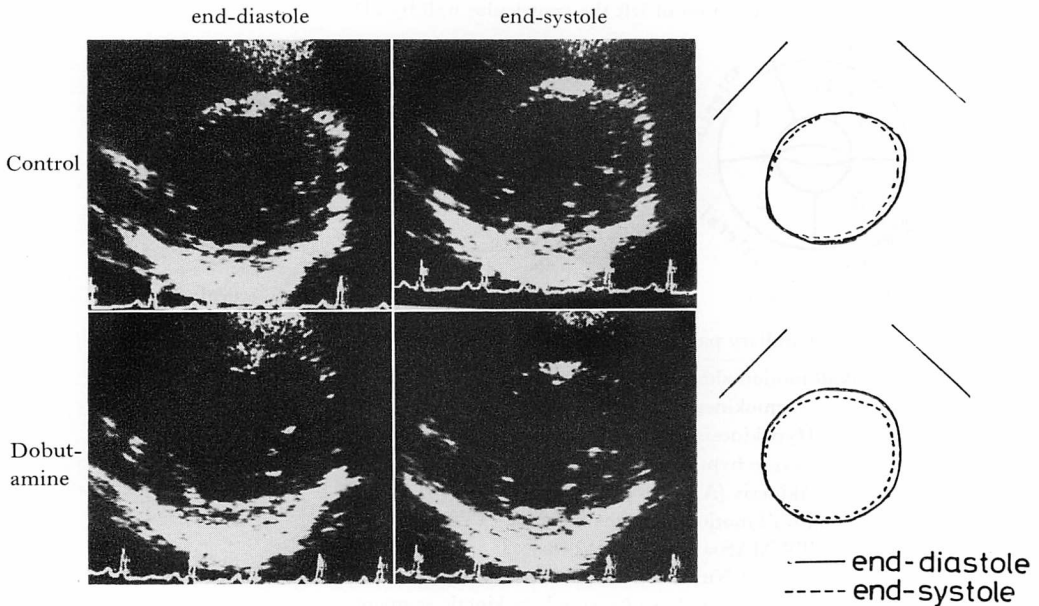 end-diastole
end-systole
Control
Dobut-
amine
end-diastole
end-systole